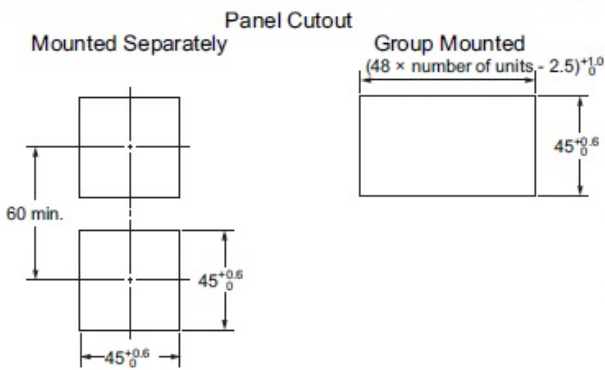 Panel Cutout
Mounted Separately
Group Mounted
(48 × number of units - 2.5)+1.0 0
45+0.6 0
60 min.
45+0.6 0
45+0.6 0